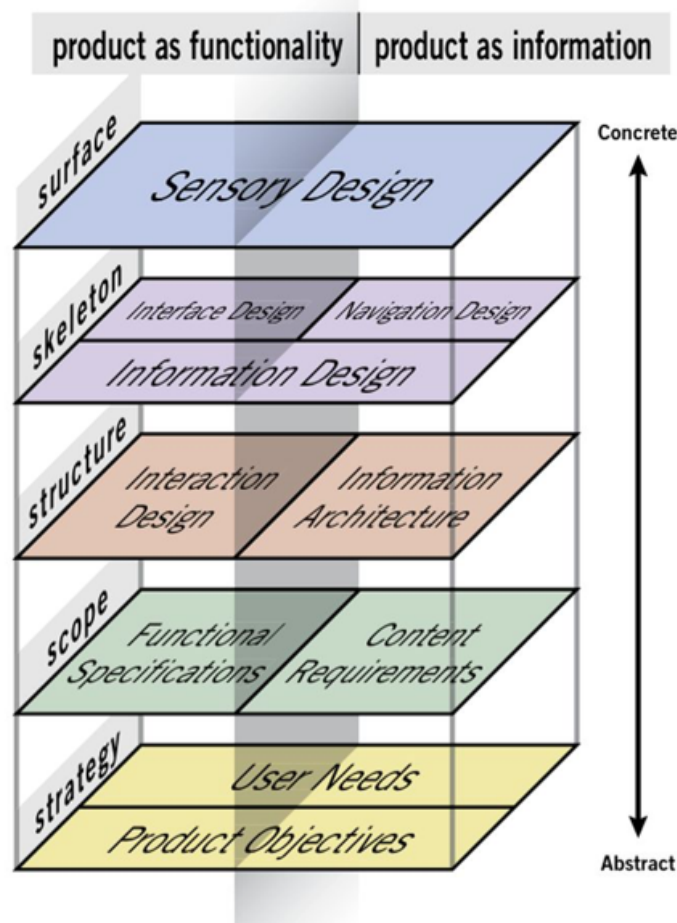 product as functionality product as information
Concrete
surface
Sensory Design
skeleton
Interface Design Navigation Design
Information Design
structure
Interaction
Design
Information
Architecture
scope
Functional
Specifications
Content
Requirements
strategy
User Needs
Product Objectives
Abstract